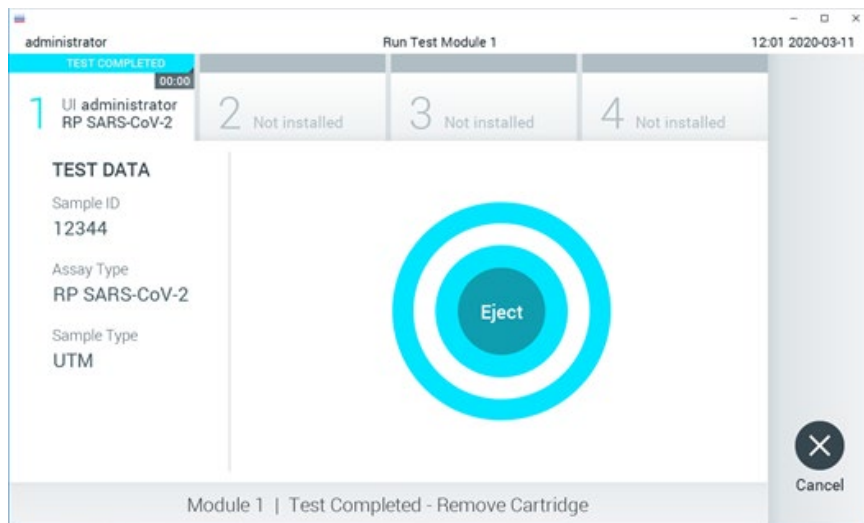 administrator Run Test Module 1 12:01 2020-03-11
TEST COMPLETED
00:00
1 UI administrator
RP SARS-CoV-2
2 Not installed
3 Not installed
4 Not installed
TEST DATA
Sample ID
12344
Assay Type
RP SARS-CoV-2
Sample Type
UTM
Eject
Cancel
Module 1 | Test Completed - Remove Cartridge